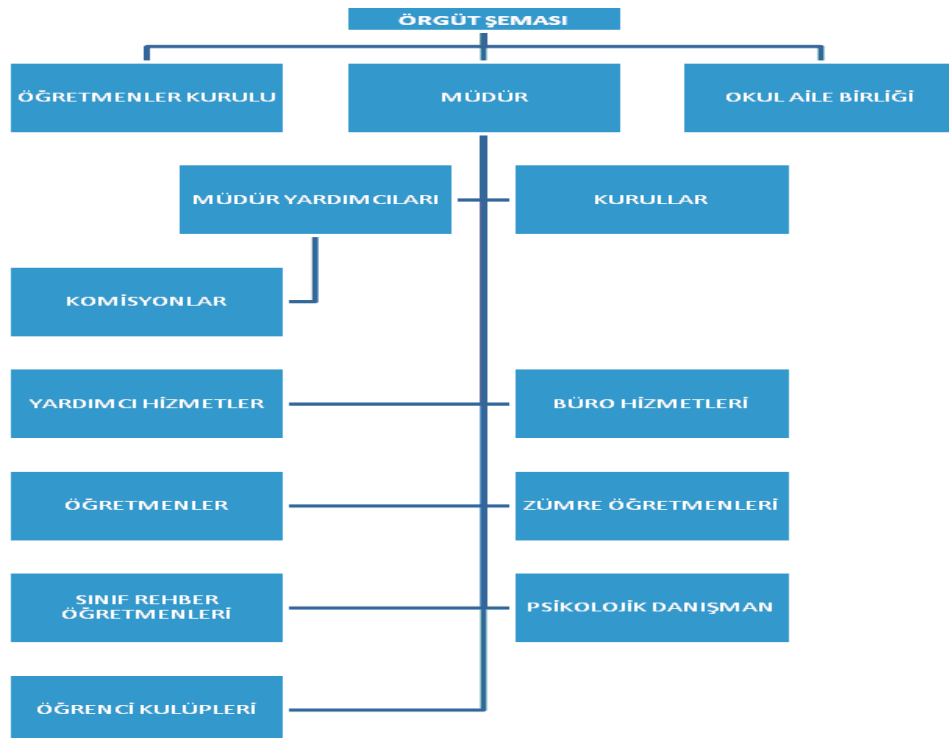 ÖRGÜT ŞEMASI
ÖĞRETMENLER KURULU
MÜDÜR
OKUL AİLE BİRLİĞİ
MÜDÜR YARDIMCILARI
KURULLAR
KOMİSYONLAR
YARDIMCI HİZMETLER
BÜRO HİZMETLERİ
ÖĞRETMENLER
ZÜMRE ÖĞRETMENLERİ
SINIF REHBER
ÖĞRETMENLERİ
PSİKOLOJİK DANIŞMAN
ÖĞRENCİ KULÜPLERİ